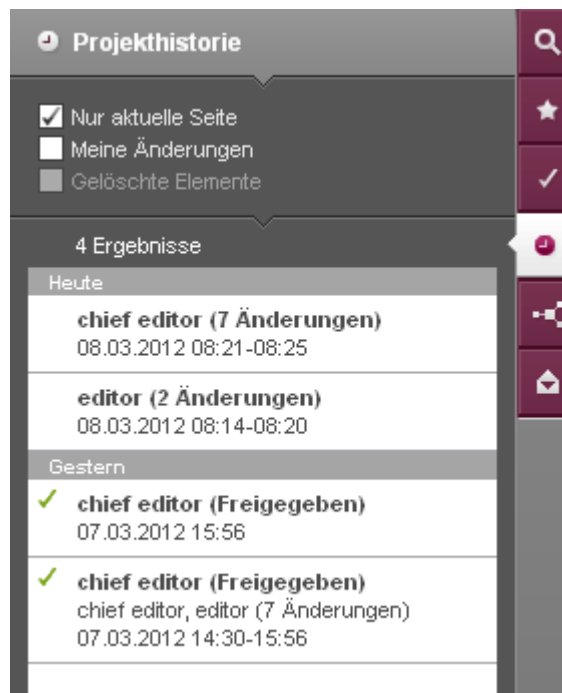 Projekthistorie
Nur aktuelle Seite
Meine Änderungen
Gelöschte Elemente
4 Ergebnisse
Heute
chief editor (7 Änderungen)
08.03.2012 08:21-08:25
editor (2 Änderungen)
08.03.2012 08:14-08:20
Gestern
chief editor (Freigegeben)
07.03.2012 15:56
chief editor (Freigegeben)
chief editor, editor (7 Änderungen)
07.03.2012 14:30-15:56